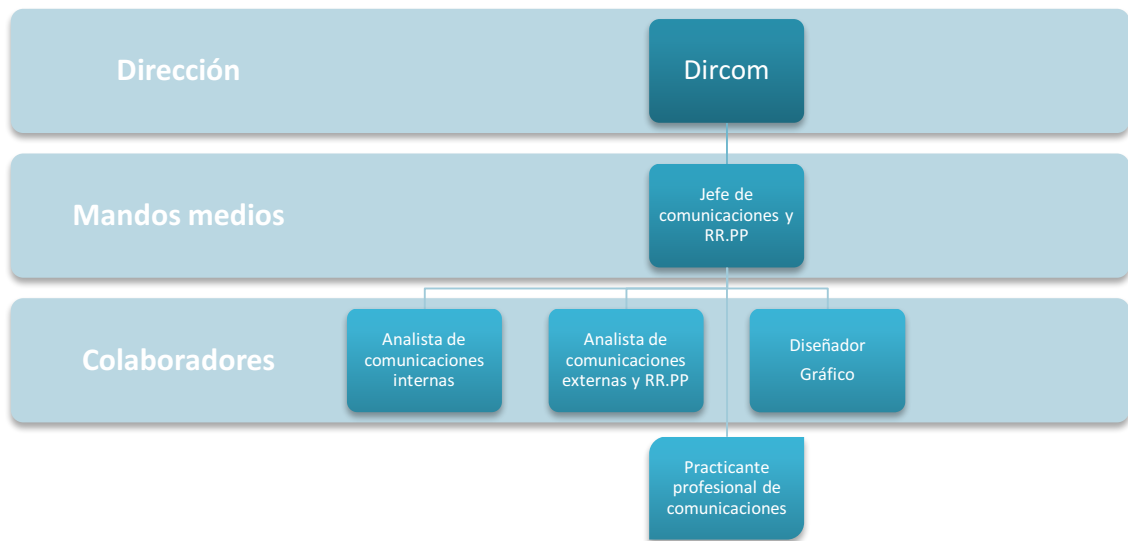 Dirección
Dircom
Mandos medios
Jefe de
comunicaciones y
RR.PP
Colaboradores
Analista de
comunicaciones
internas
Analista de
comunicaciones
externas y RR.PP
Diseñador
Gráfico
Practicante
profesional de
comunicaciones